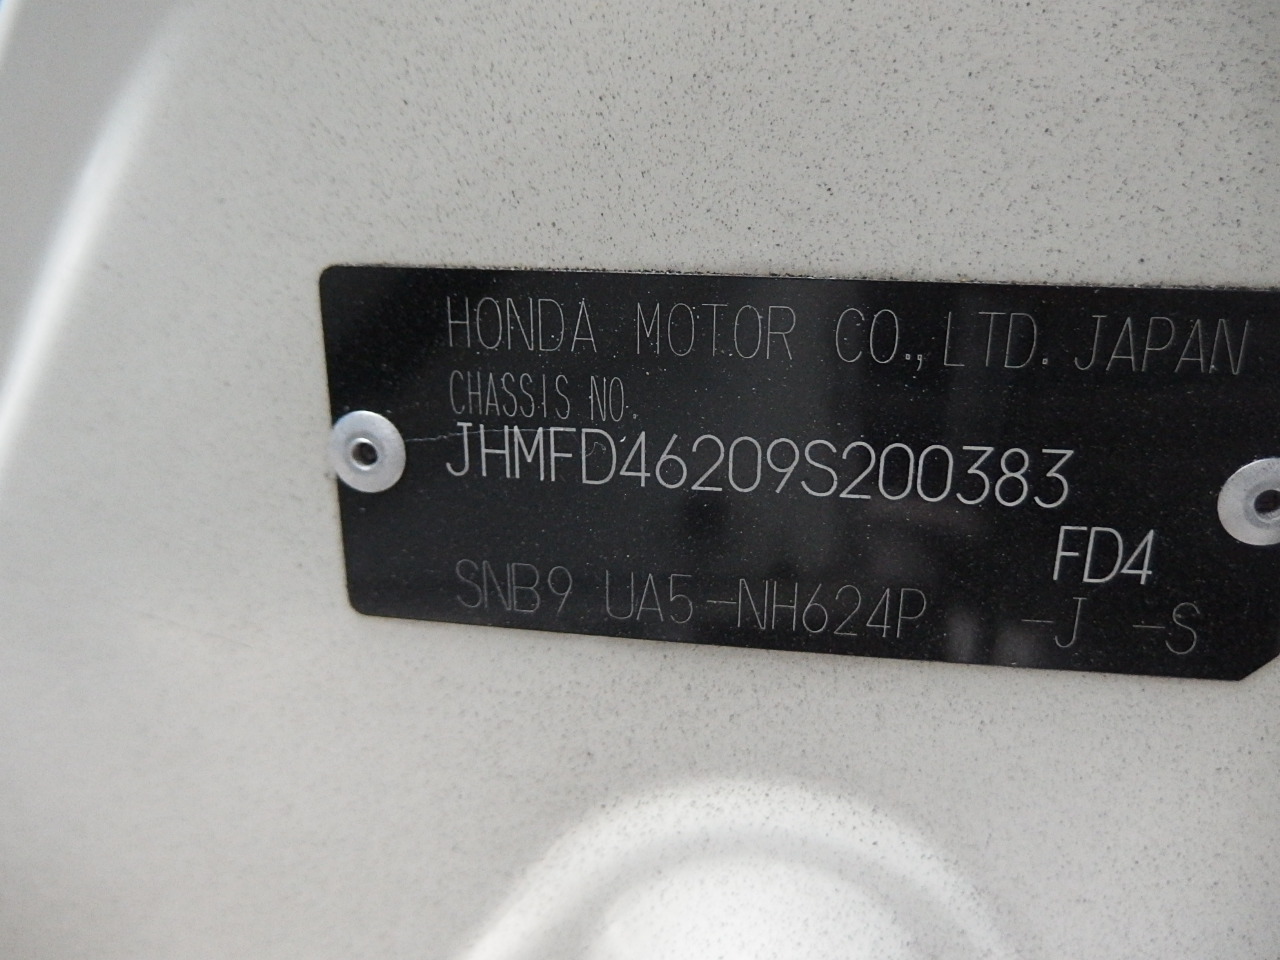 HONDA MOTOR CO.,LTD. JAPAN
CHASSIS NO.
JHMFD46209S200383
FD4
SNB9 UA5-NH624P -J -S